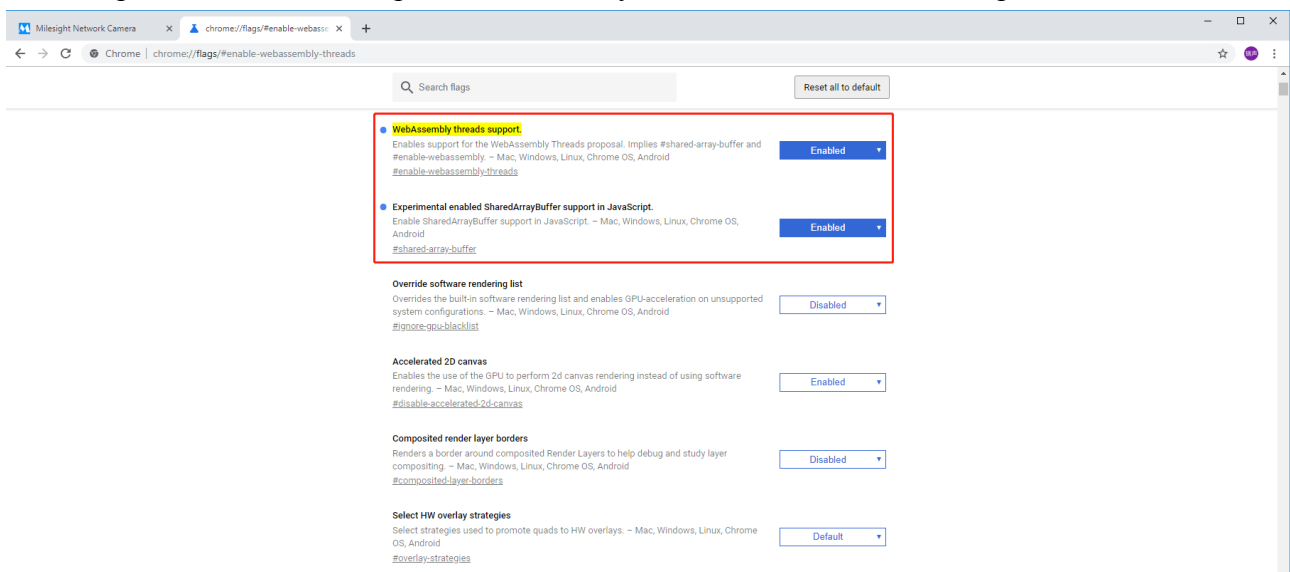 Milesight Network Camera
chrome://flags/#enable-webasse
Chrome | chrome://flags/#enable-webassembly-threads
Search flags
Reset all to default
WebAssembly threads support.
Enables support for the WebAssembly Threads proposal. Implies #shared-array-buffer and
#enable-webassembly. – Mac, Windows, Linux, Chrome OS, Android
#enable-webassembly-threads
Enabled
Experimental enabled SharedArrayBuffer support in JavaScript.
Enable SharedArrayBuffer support in JavaScript. – Mac, Windows, Linux, Chrome OS,
Android
#shared-array-buffer
Enabled
Override software rendering list
Overrides the built-in software rendering list and enables GPU-acceleration on unsupported
system configurations. – Mac, Windows, Linux, Chrome OS, Android
#ignore-gpu-blacklist
Disabled
Accelerated 2D canvas
Enables the use of the GPU to perform 2d canvas rendering instead of using software
rendering. – Mac, Windows, Linux, Chrome OS, Android
#disable-accelerated-2d-canvas
Enabled
Composited render layer borders
Renders a border around composited Render Layers to help debug and study layer
compositing. – Mac, Windows, Linux, Chrome OS, Android
#composited-layer-borders
Disabled
Select HW overlay strategies
Select strategies used to promote quads to HW overlays. – Mac, Windows, Linux, Chrome
OS, Android
#overlay-strategies
Default